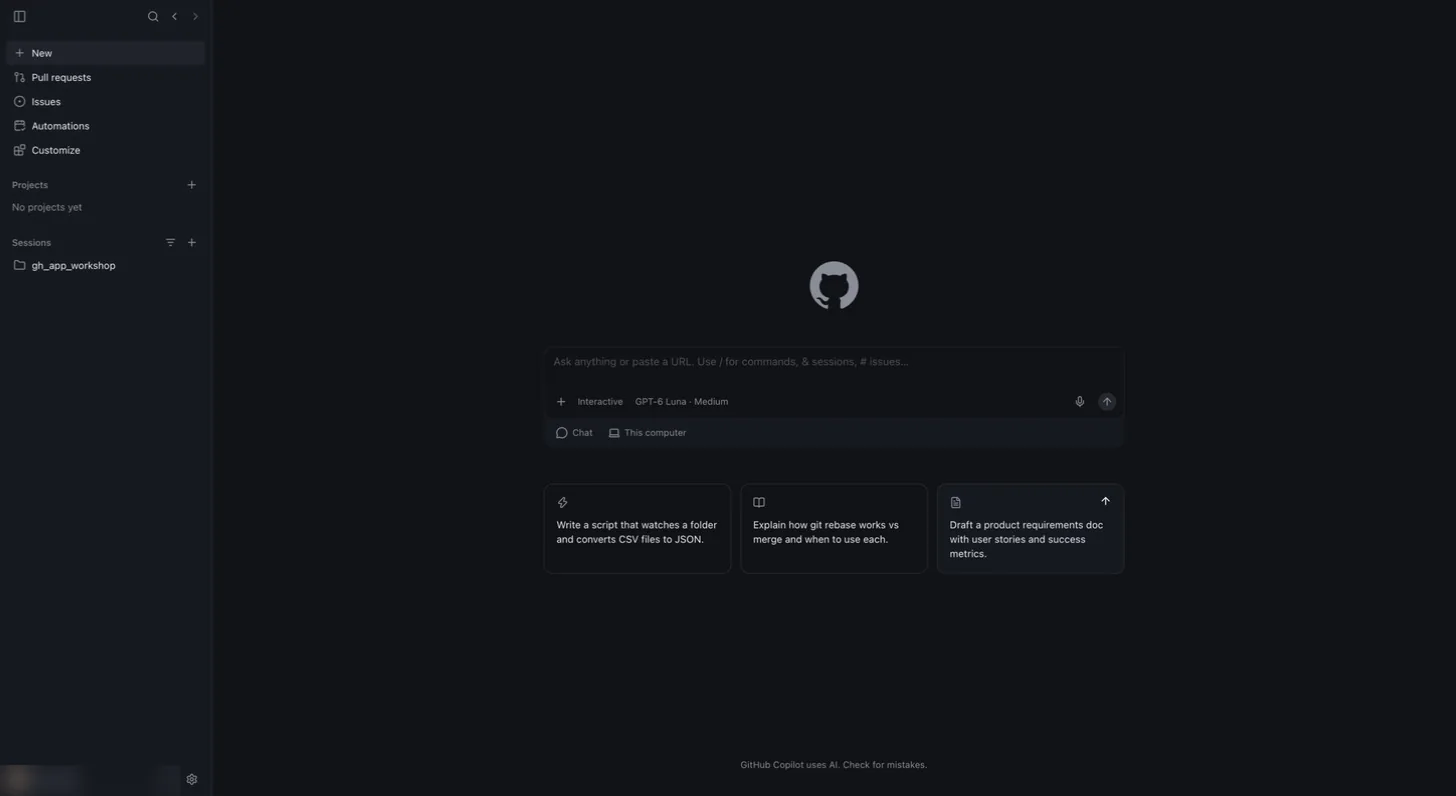 New
Pull requests
Issues
Automations
Customize
Projects
No projects yet
Sessions
gh_app_workshop
Ask anything or paste a URL. Use / for commands, & sessions, # issues...
Interactive
GPT-6 Luna · Medium
Chat
This computer
Write a script that watches a folder
and converts CSV files to JSON.
Explain how git rebase works vs
merge and when to use each.
Draft a product requirements doc
with user stories and success
metrics.
GitHub Copilot uses AI. Check for mistakes.